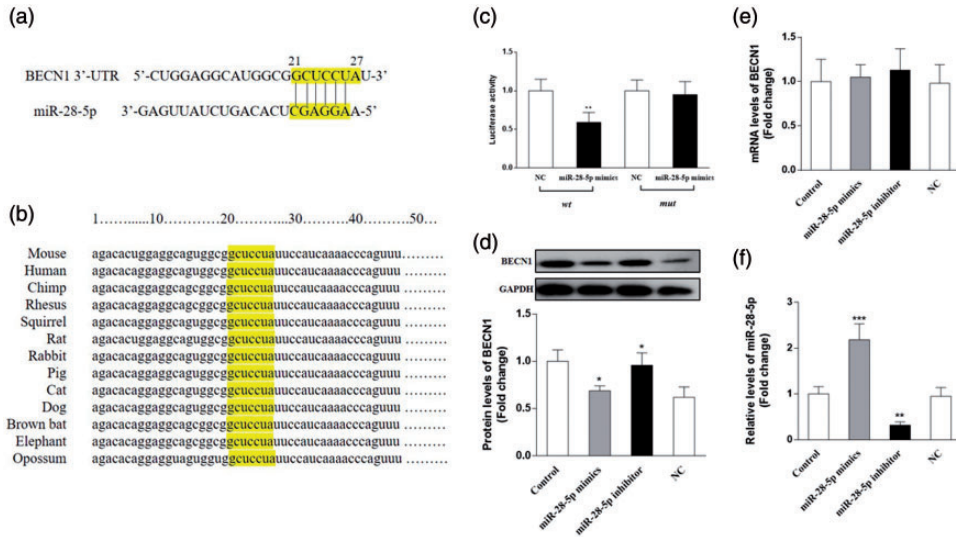 (a)
21 27
BECN1 3’-UTR 5’-CUGGAGGCAUGGCGGCUCCUAU-3’
miR-28-5p 3’-GAGUUAUCUGACACUCGAGGAA-5’
(b)
1……......10…………20…………30…………40…………50…
Mouse agacacuggaggcaguggcggcuccuauuccaucaaaacccaguuu………
Human agacacaggaggcaguggcggcuccuauuccaucaaaacccaguuu………
Chimp agacacaggaggcaguggcggcuccuauuccaucaaaacccaguuu………
Rhesus agacacaggaggcaguggcggcuccuauuccaucaaaacccaguuu………
Squirrel agacacaggaggcaguggcggcuccuauuccaucaaaacccaguuu………
Rat agacacuggaggcaguggcggcuccuauuccaucaaaacccaguuu………
Rabbit agacacaggaggcaguggcggcuccuauuccaucaaaacccaguuu………
Pig agacacaggaggcaguggcggcuccuauuccaucaaaacccaguuu………
Cat agacacaggaggcaguggcggcuccuauuccaucaaaacccaguuu………
Dog agacacaggaggcaguggcggcuccuauuccaucaaaacccaguuu………
Brown bat agacacaggaggcaguggcggcuccuauuccaucaaaacccaguuu………
Elephant agacacaggaggcaguggcggcuccuauuccaucaaaacccaguuu………
Opossum agacacaggaguaguggguggcuccuauuccaucaaaacccaguuu………
(c)
Luciferase activity
1.5
1.0
0.5
0.0
**
NC miR-28-5p mimics NC miR-28-5p mimics
wt mut
(d)
BECN1
GAPDH
Protein levels of BECN1
(Fold change)
1.5
1.0
0.5
0.0
*
*
Control
miR-28-5p mimics
miR-28-5p inhibitor
NC
(e)
mRNA levels of BECN1
(Fold change)
1.5
1.0
0.5
0.0
Control
miR-28-5p mimics
miR-28-5p inhibitor
NC
(f)
Relative levels of miR-28-5p
(Fold change)
3
2
1
0
***
**
Control
miR-28-5p mimics
miR-28-5p inhibitor
NC